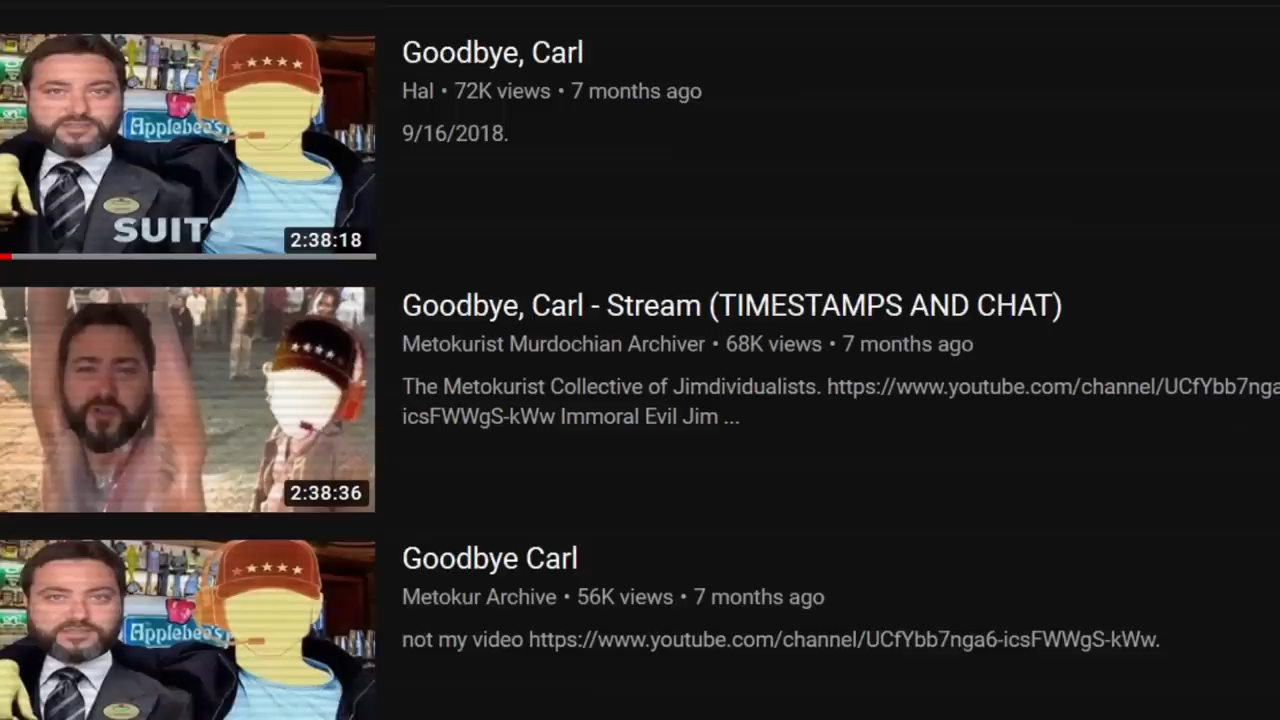 Goodbye, Carl
Hal • 72K views • 7 months ago
9/16/2018.
Applebee's
SUITS
2:38:18
Goodbye, Carl - Stream (TIMESTAMPS AND CHAT)
Metokurist Murdochian Archiver • 68K views • 7 months ago
The Metokurist Collective of Jimdividualists. https://www.youtube.com/channel/UCfYbb7nga
icsFWWgS-kWw Immoral Evil Jim ...
2:38:36
Goodbye Carl
Metokur Archive • 56K views • 7 months ago
not my video https://www.youtube.com/channel/UCfYbb7nga6-icsFWWgS-kWw.
Applebee's